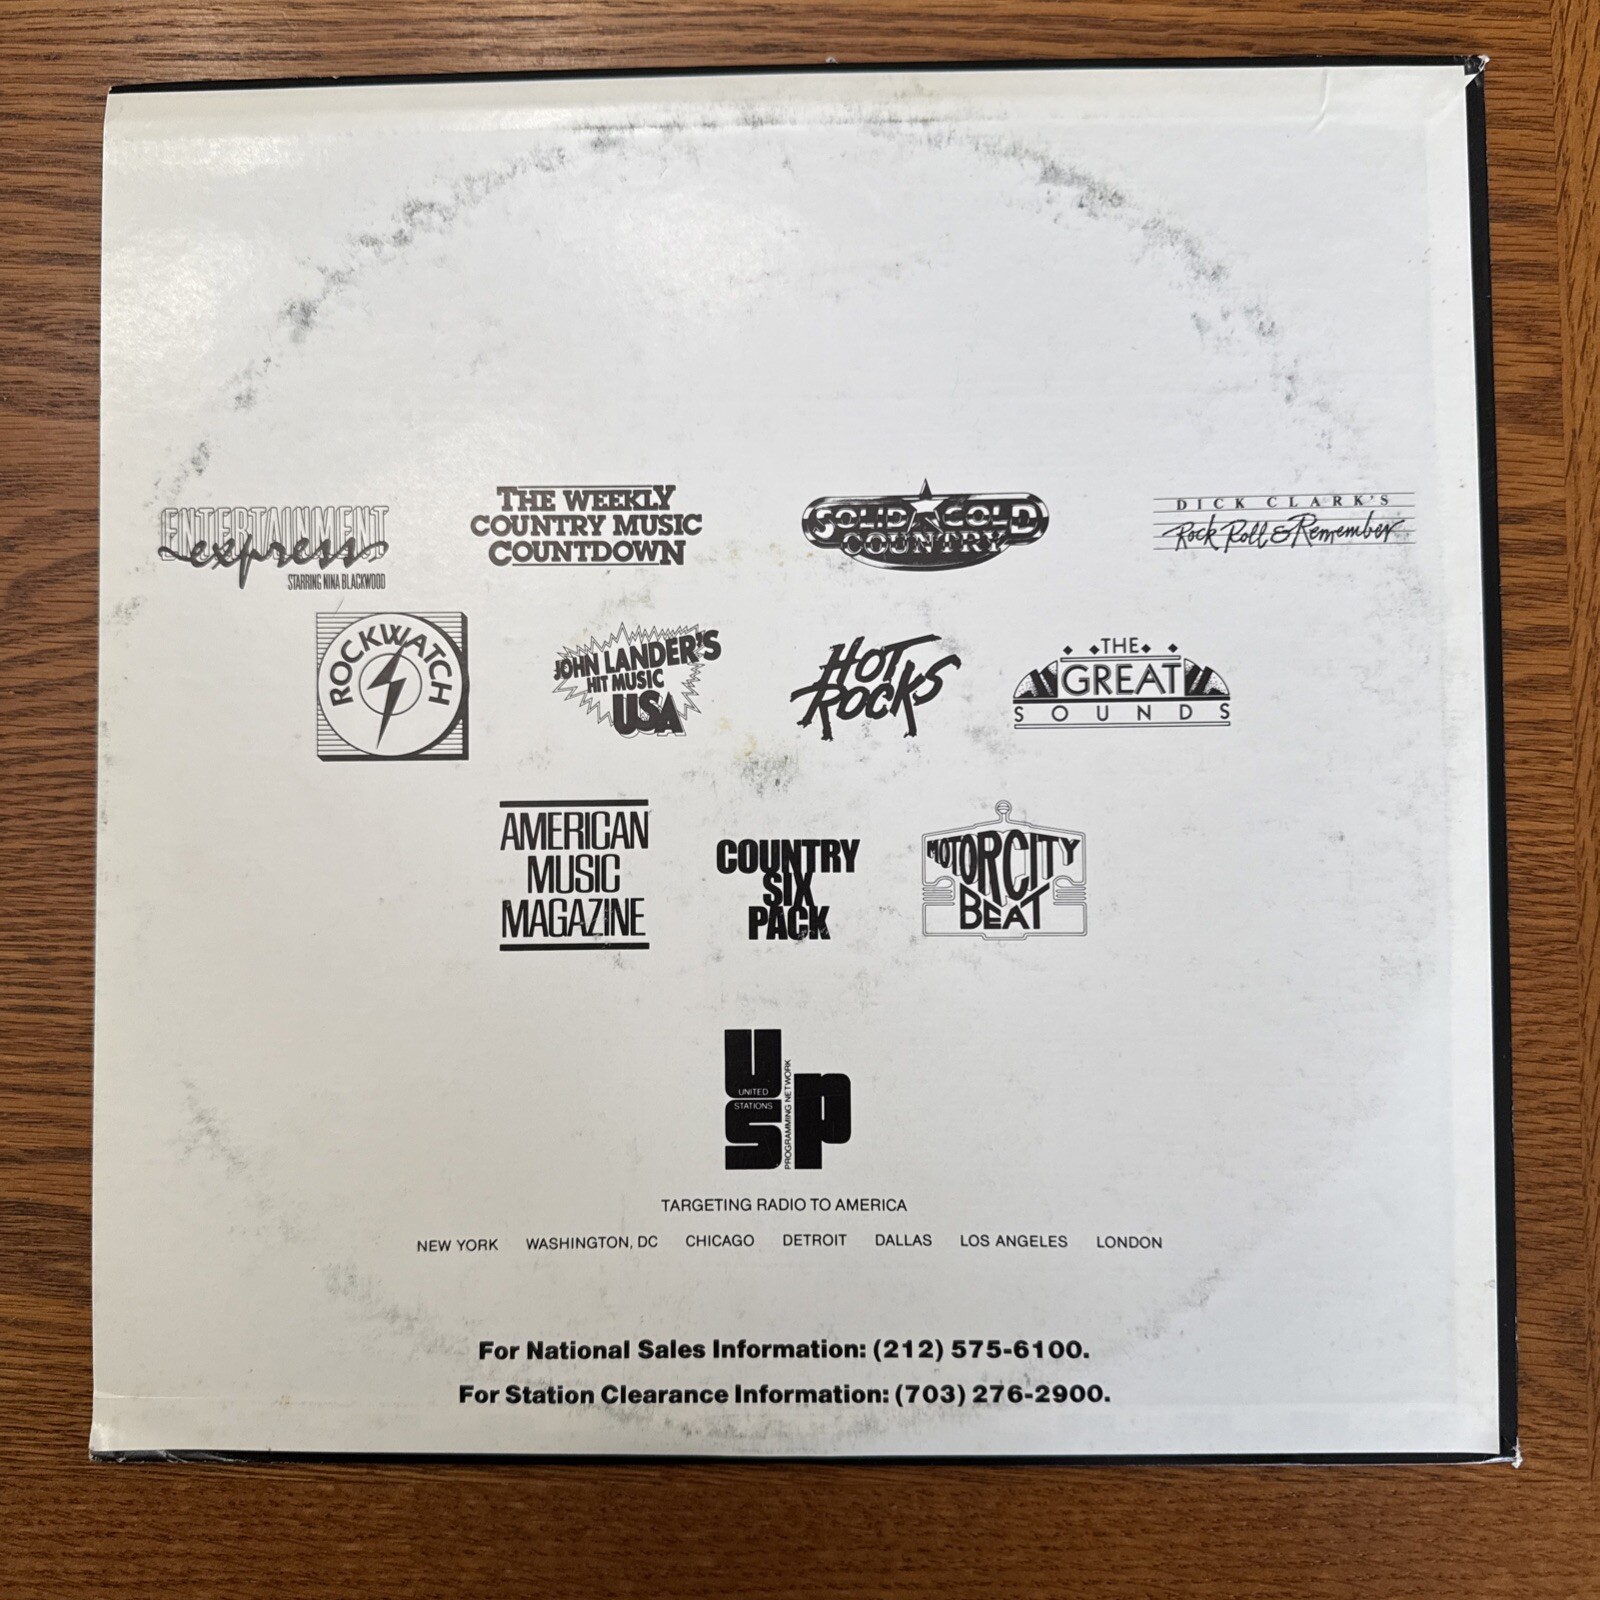 ENTERTAINMENT
express
STARRING NINA BLACKWOOD
THE WEEKLY
COUNTRY MUSIC
COUNTDOWN
SOLID GOLD
COUNTRY
DICK CLARK'S
Rock Roll & Remember
ROCKWATCH
JOHN LANDER'S
HIT MUSIC
USA
HOT
ROCKS
THE
GREAT
SOUNDS
AMERICAN
MUSIC
MAGAZINE
COUNTRY
SIX
PACK
MOTOR CITY
BEAT
U
UNITED
STATIONS
S
PROGRAMMING NETWORK
P
TARGETING RADIO TO AMERICA
NEW YORK WASHINGTON, DC CHICAGO DETROIT DALLAS LOS ANGELES LONDON
For National Sales Information: (212) 575-6100.
For Station Clearance Information: (703) 276-2900.